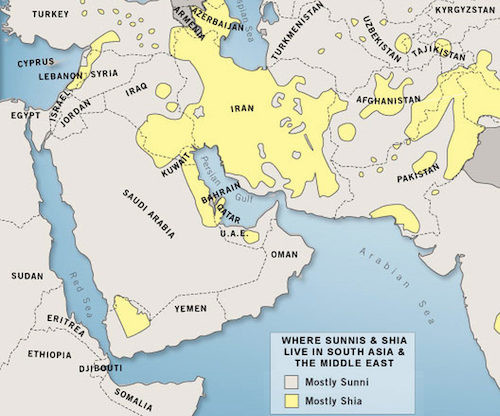 TURKEY
ARMENIA
AZERBAIJAN
Caspian Sea
TURKMENISTAN
UZBEKISTAN
KYRGYZSTAN
TAJIKISTAN
CYPRUS
LEBANON
SYRIA
ISRAEL
JORDAN
IRAQ
IRAN
AFGHANISTAN
EGYPT
KUWAIT
Persian
Gulf
BAHRAIN
QATAR
PAKISTAN
SAUDI ARABIA
U.A.E.
OMAN
Arabian Sea
SUDAN
Red Sea
YEMEN
ERITREA
ETHIOPIA
DJIBOUTI
SOMALIA
WHERE SUNNIS & SHIA
LIVE IN SOUTH ASIA &
THE MIDDLE EAST
Mostly Sunni
Mostly Shia